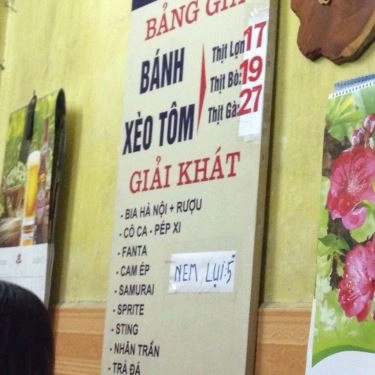 BẢNG GIÁ
BÁNH XÈO TÔM
Thịt Lợn: 17
Thịt Bò: 19
Thịt Gà: 27
GIẢI KHÁT
- BIA HÀ NỘI + RƯỢU
- CÔ CA - PÉP XI
- FANTA
- CAM ÉP
- SAMURAI
- SPRITE
- STING
- NHÂN TRẦN
- TRÀ ĐÁ
NEM LỤI: 5